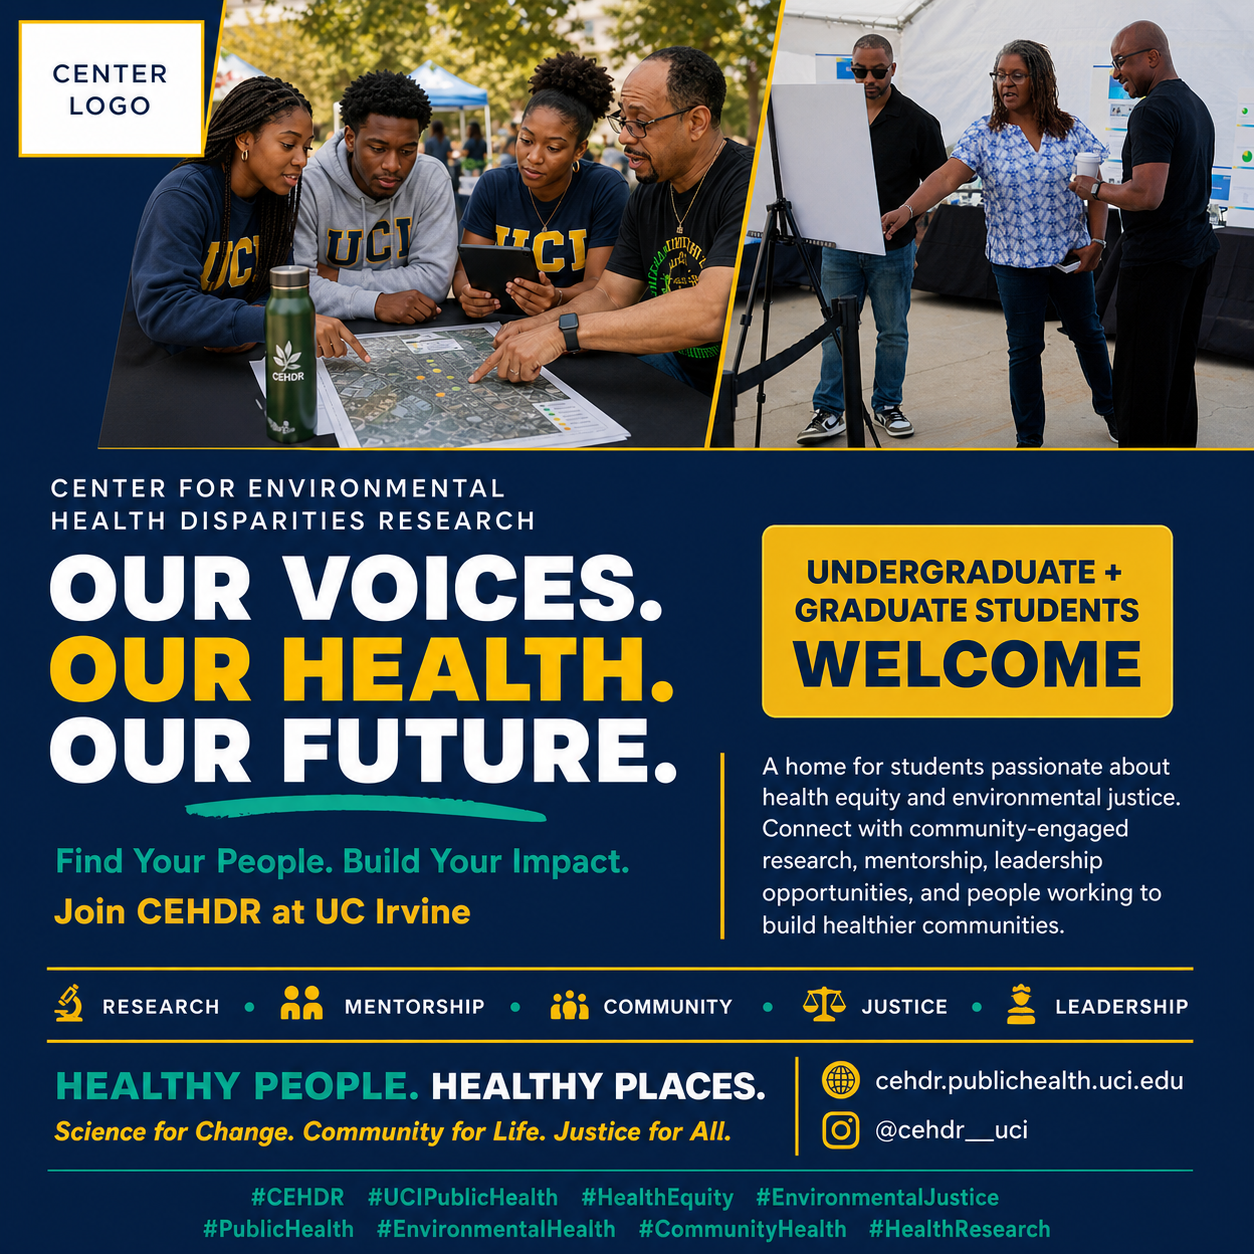 CENTER
LOGO
UCI
UCI
UCI
CEHDR
CENTER FOR ENVIRONMENTAL
HEALTH DISPARITIES RESEARCH
OUR VOICES.
OUR HEALTH.
OUR FUTURE.
Find Your People. Build Your Impact.
Join CEHDR at UC Irvine
UNDERGRADUATE +
GRADUATE STUDENTS
WELCOME
A home for students passionate about
health equity and environmental justice.
Connect with community-engaged
research, mentorship, leadership
opportunities, and people working to
build healthier communities.
RESEARCH • MENTORSHIP • COMMUNITY • JUSTICE • LEADERSHIP
HEALTHY PEOPLE. HEALTHY PLACES.
Science for Change. Community for Life. Justice for All.
cehdr.publichealth.uci.edu
@cehdr__uci
#CEHDR #UCIPublicHealth #HealthEquity #EnvironmentalJustice
#PublicHealth #EnvironmentalHealth #CommunityHealth #HealthResearch